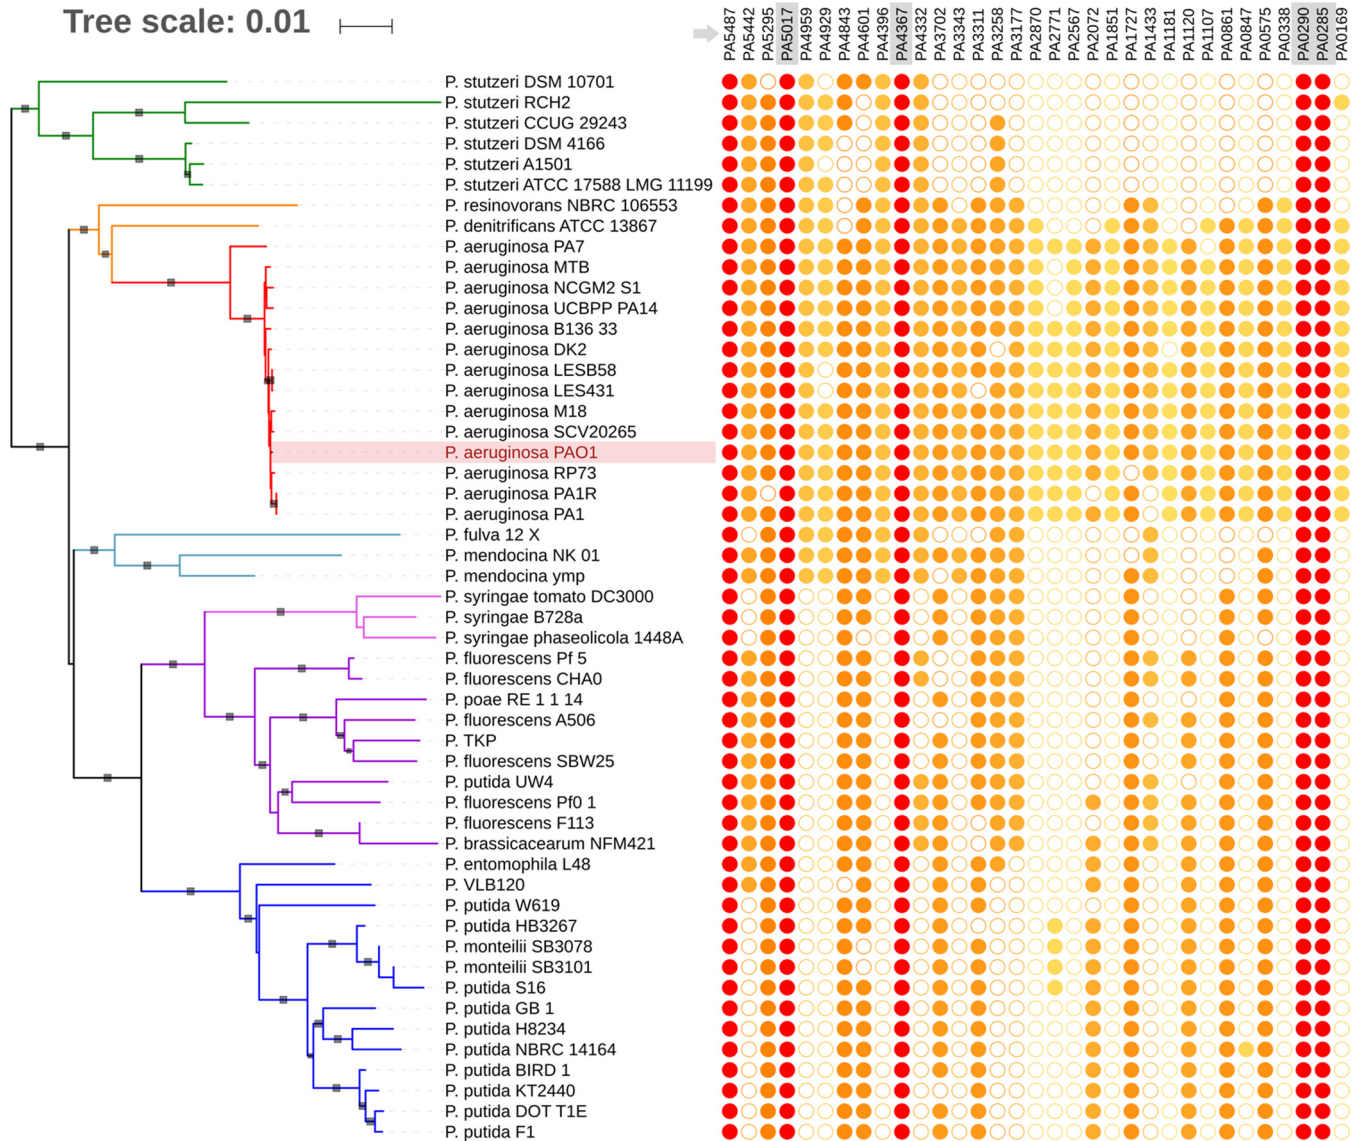 Tree scale: 0.01
PA5487 PA5442 PA5295 PA5017 PA4959 PA4929 PA4843 PA4601 PA4396 PA4367 PA4332 PA3702 PA3343 PA3311 PA3258 PA3177 PA2870 PA2771 PA2567 PA2072 PA1851 PA1727 PA1433 PA1181 PA1120 PA1107 PA0861 PA0847 PA0575 PA0338 PA0290 PA0285 PA0169
P. stutzeri DSM 10701
P. stutzeri RCH2
P. stutzeri CCUG 29243
P. stutzeri DSM 4166
P. stutzeri A1501
P. stutzeri ATCC 17588 LMG 11199
P. resinovorans NBRC 106553
P. denitrificans ATCC 13867
P. aeruginosa PA7
P. aeruginosa MTB
P. aeruginosa NCGM2 S1
P. aeruginosa UCBPP PA14
P. aeruginosa B136 33
P. aeruginosa DK2
P. aeruginosa LESB58
P. aeruginosa LES431
P. aeruginosa M18
P. aeruginosa SCV20265
P. aeruginosa PAO1
P. aeruginosa RP73
P. aeruginosa PA1R
P. aeruginosa PA1
P. fulva 12 X
P. mendocina NK 01
P. mendocina ymp
P. syringae tomato DC3000
P. syringae B728a
P. syringae phaseolicola 1448A
P. fluorescens Pf 5
P. fluorescens CHA0
P. poae RE 1 1 14
P. fluorescens A506
P. TKP
P. fluorescens SBW25
P. putida UW4
P. fluorescens Pf0 1
P. fluorescens F113
P. brassicacearum NFM421
P. entomophila L48
P. VLB120
P. putida W619
P. putida HB3267
P. monteilii SB3078
P. monteilii SB3101
P. putida S16
P. putida GB 1
P. putida H8234
P. putida NBRC 14164
P. putida BIRD 1
P. putida KT2440
P. putida DOT T1E
P. putida F1